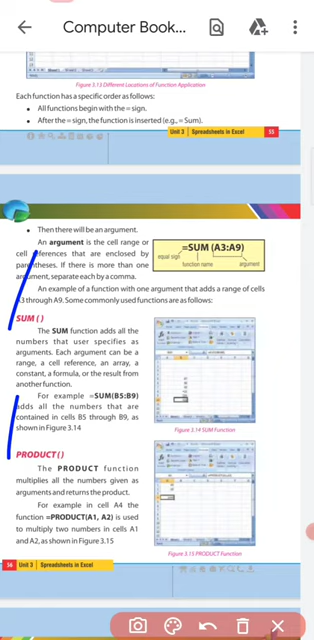 Computer Book...
Figure 3.13 Different Locations of Function Application
Each function has a specific order as follows:
• All functions begin with the = sign.
• After the = sign, the function is inserted (e.g., = Sum).
Unit 3 Spreadsheets in Excel 55
• Then there will be an argument.
An argument is the cell range or
cell references that are enclosed by
parentheses. If there is more than one
argument, separate each by a comma.
=SUM (A3:A9)
equal sign
function name
argument
An example of a function with one argument that adds a range of cells
A3 through A9. Some commonly used functions are as follows:
SUM ( )
The SUM function adds all the
numbers that user specifies as
arguments. Each argument can be a
range, a cell reference, an array, a
constant, a formula, or the result from
another function.
For example =SUM(B5:B9)
adds all the numbers that are
contained in cells B5 through B9, as
shown in Figure 3.14
Figure 3.14 SUM Function
PRODUCT( )
The PRODUCT function
multiplies all the numbers given as
arguments and returns the product.
For example in cell A4 the
function =PRODUCT(A1, A2) is used
to multiply two numbers in cells A1
and A2, as shown in Figure 3.15
Figure 3.15 PRODUCT Function
56 Unit 3 Spreadsheets in Excel